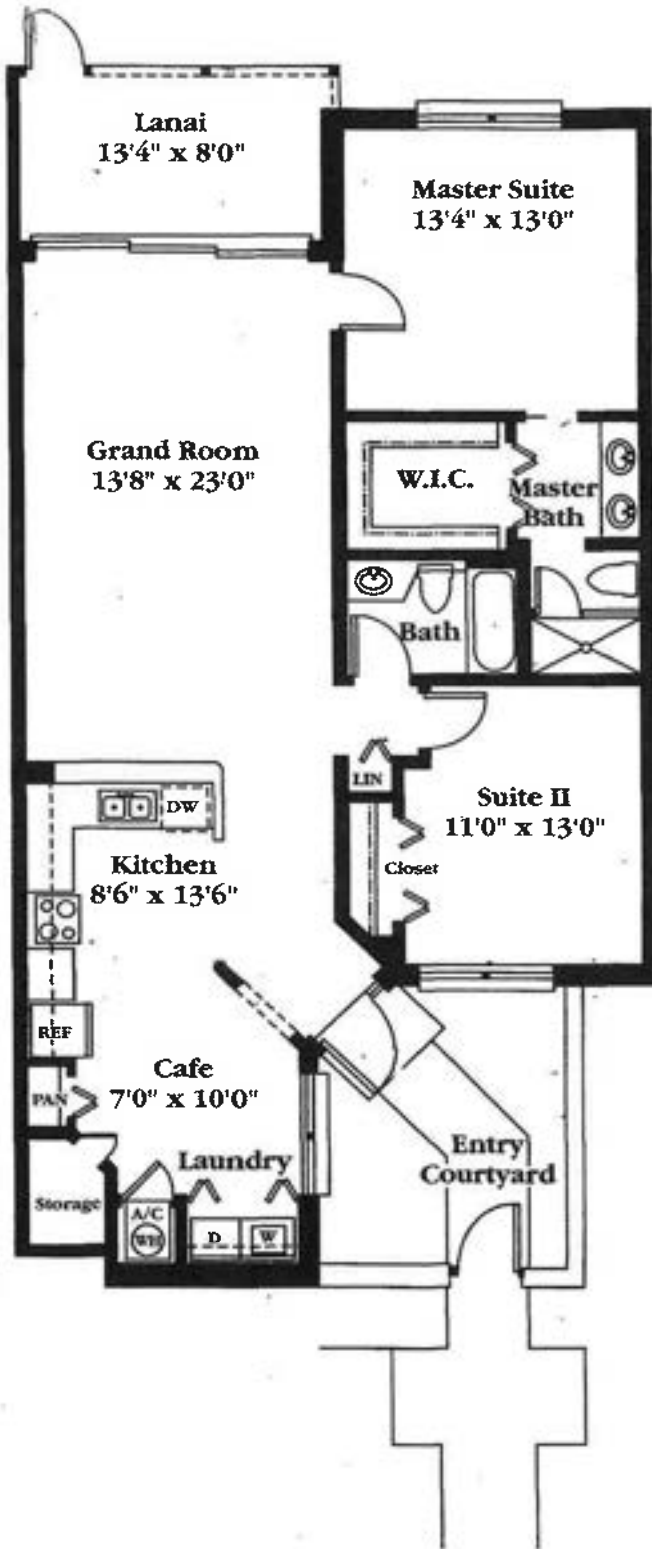 Lanai
13'4" x 8'0"
Master Suite
13'4" x 13'0"
Grand Room
13'8" x 23'0"
W.I.C.
Master
Bath
Bath
LIN
Suite II
11'0" x 13'0"
DW
Kitchen
8'6" x 13'6"
Closet
REF
Cafe
7'0" x 10'0"
PAN
Laundry
Entry
Courtyard
Storage
A/C
WH
D
W